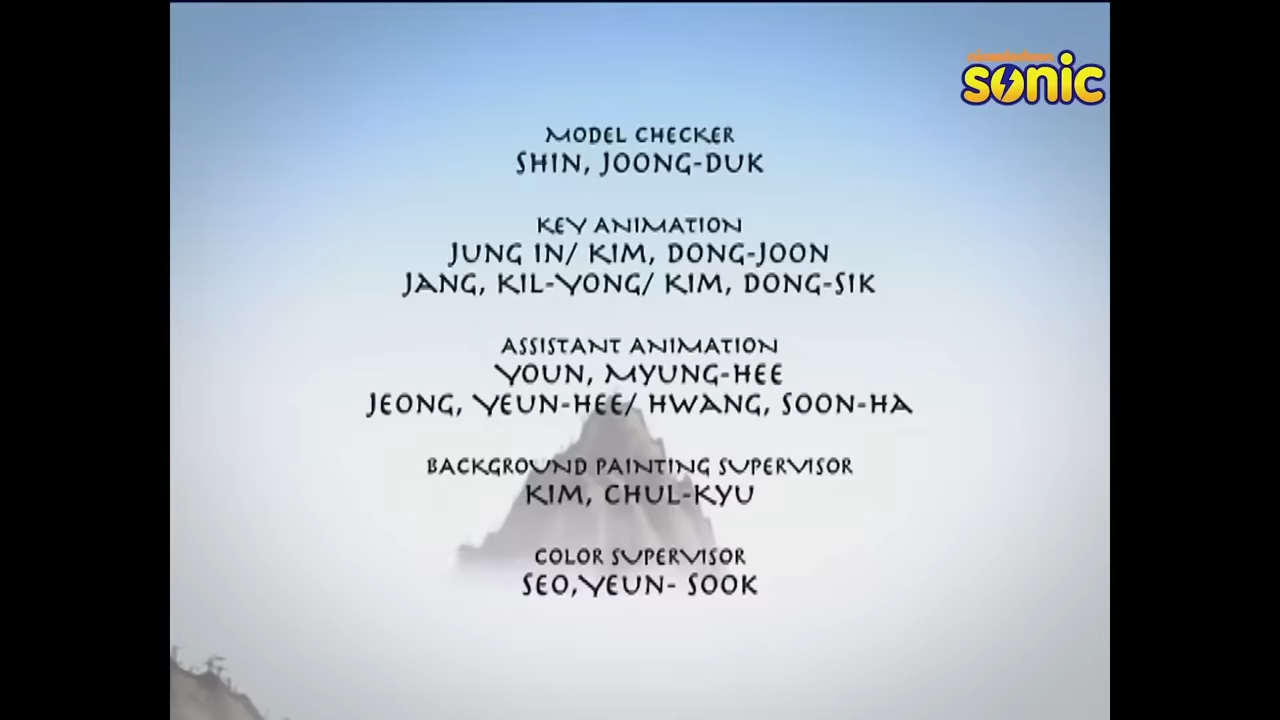 nickelodeon
sonic
MODEL CHECKER
SHIN, JOONG-DUK
KEY ANIMATION
JUNG IN/ KIM, DONG-JOON
JANG, KIL-YONG/ KIM, DONG-SIK
ASSISTANT ANIMATION
YOUN, MYUNG-HEE
JEONG, YEUN-HEE/ HWANG, SOON-HA
BACKGROUND PAINTING SUPERVISOR
KIM, CHUL-KYU
COLOR SUPERVISOR
SEO,YEUN- SOOK